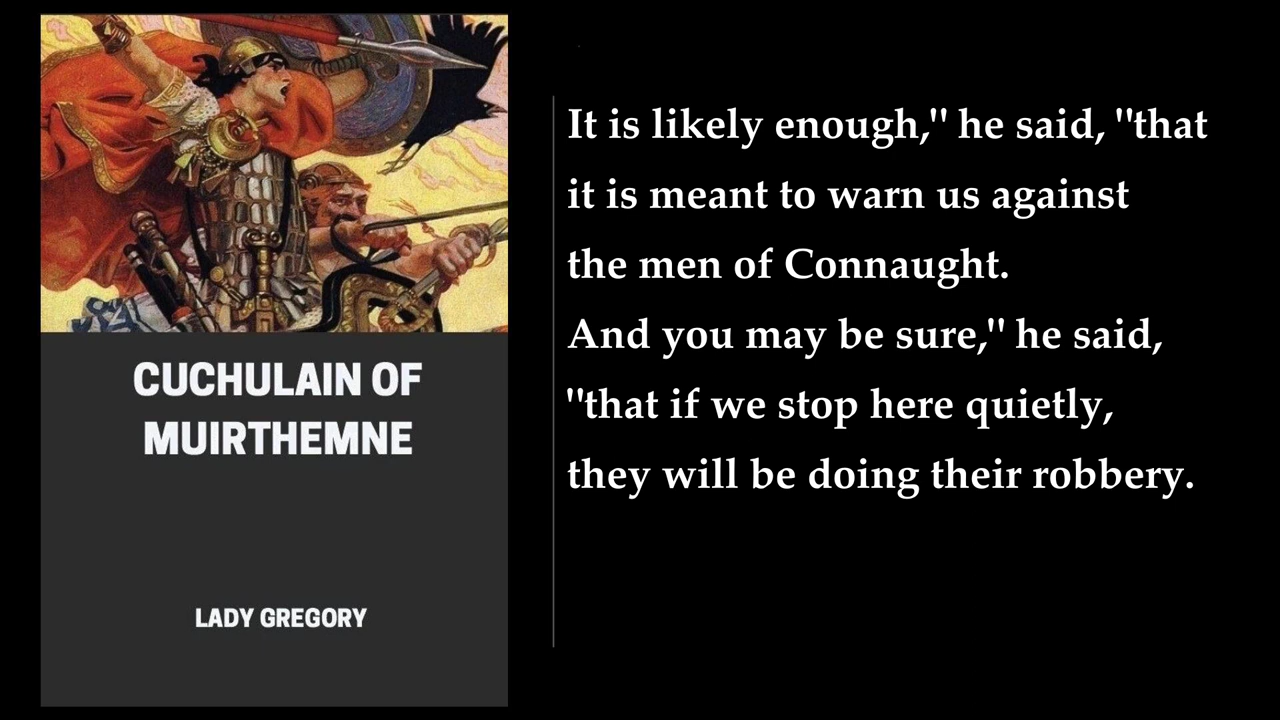 CUCHULAIN OF
MUIRTHEMNE
LADY GREGORY
It is likely enough," he said, "that
it is meant to warn us against
the men of Connaught.
And you may be sure," he said,
"that if we stop here quietly,
they will be doing their robbery.